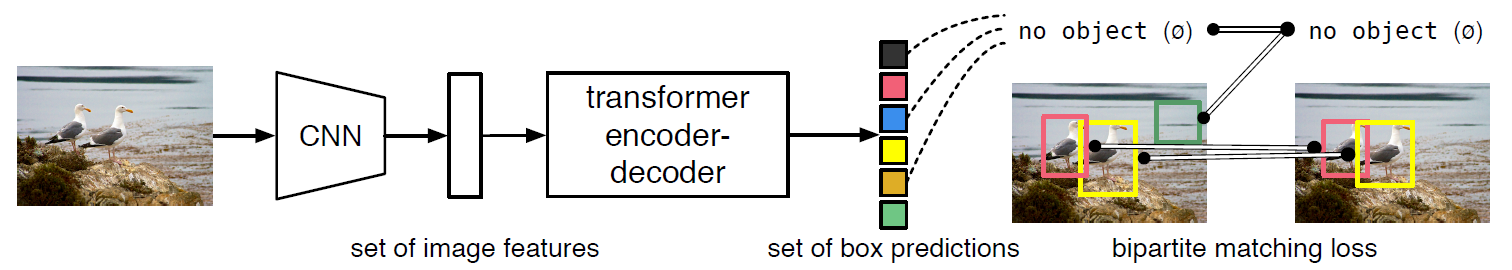 no object (ø)
no object (ø)
CNN
transformer
encoder-
decoder
set of image features
set of box predictions
bipartite matching loss